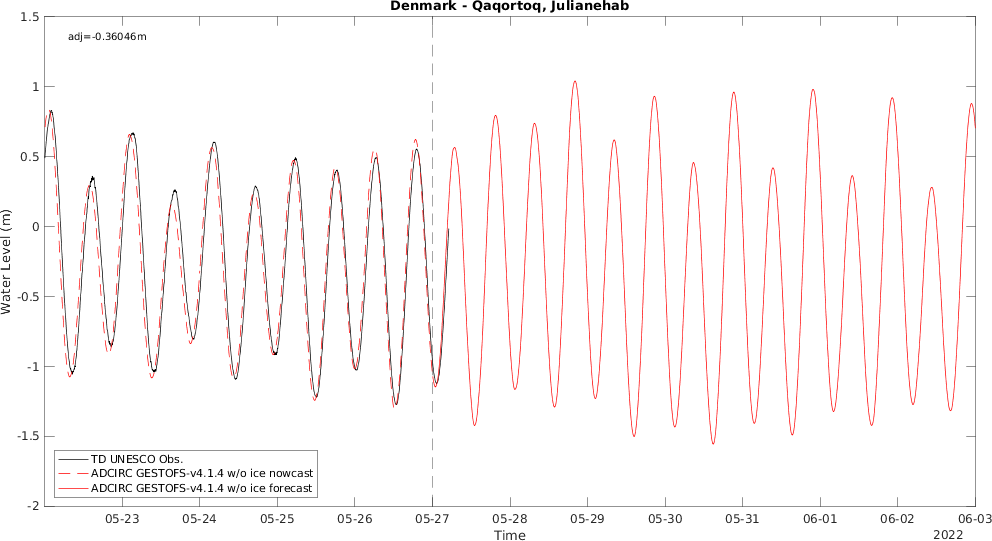 Denmark - Qaqortoq, Julianehab
1.5
adj=-0.36046m
1
0.5
0
-0.5
-1
-1.5
-2
Water Level (m)
TD UNESCO Obs.
ADCIRC GESTOFS-v4.1.4 w/o ice nowcast
ADCIRC GESTOFS-v4.1.4 w/o ice forecast
05-23 05-24 05-25 05-26 05-27 05-28 05-29 05-30 05-31 06-01 06-02 06-03
Time
2022